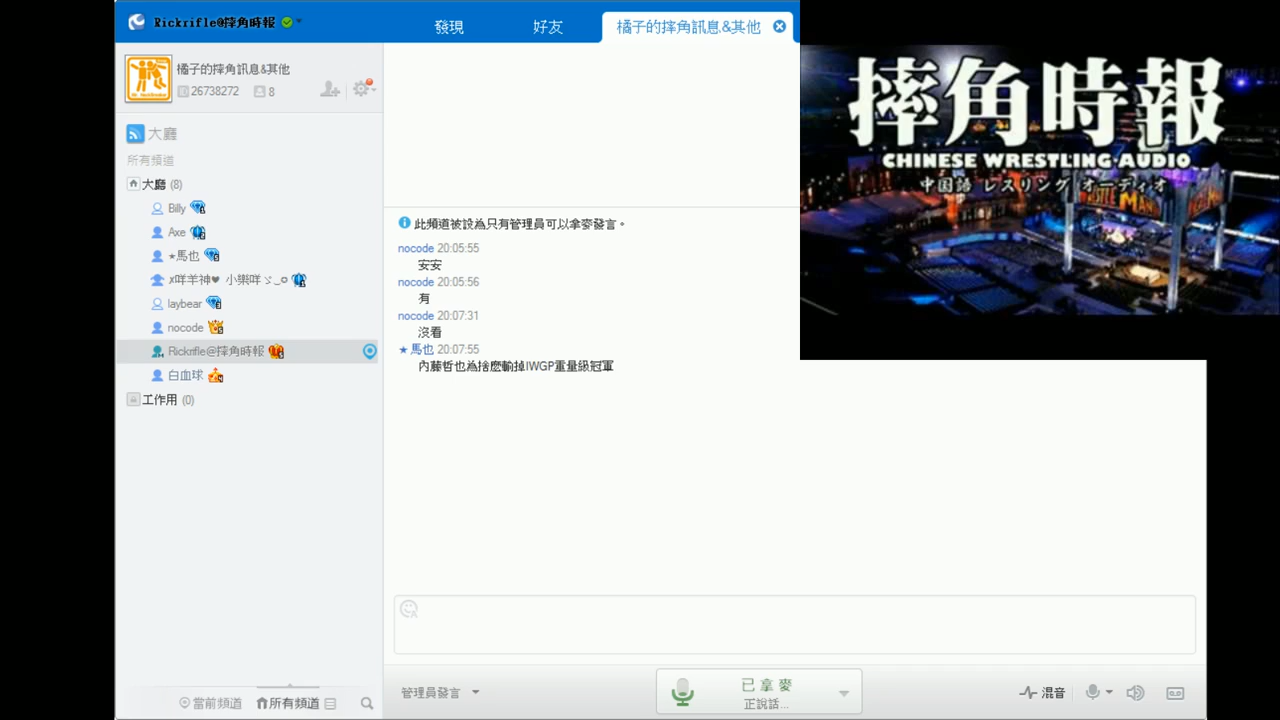 Rickrifle@摔角時報
發現
好友
橘子的摔角訊息&其他
橘子的摔角訊息&其他
26738272
8
大廳
所有頻道
大廳 (8)
Billy
Axe
★馬也
laybear
nocode
Rickrifle@摔角時報
白血球
工作用 (0)
當前頻道
所有頻道
此頻道被設為只有管理員可以拿麥發言。
nocode 20:05:55
安安
nocode 20:05:56
有
nocode 20:07:31
沒看
★ 馬也 20:07:55
內藤哲也為捨麼輸掉IWGP重量級冠軍
管理員發言
已拿麥
正說話...
混音
摔角時報
CHINESE WRESTLING AUDIO
中国語 レスリング オーディオ